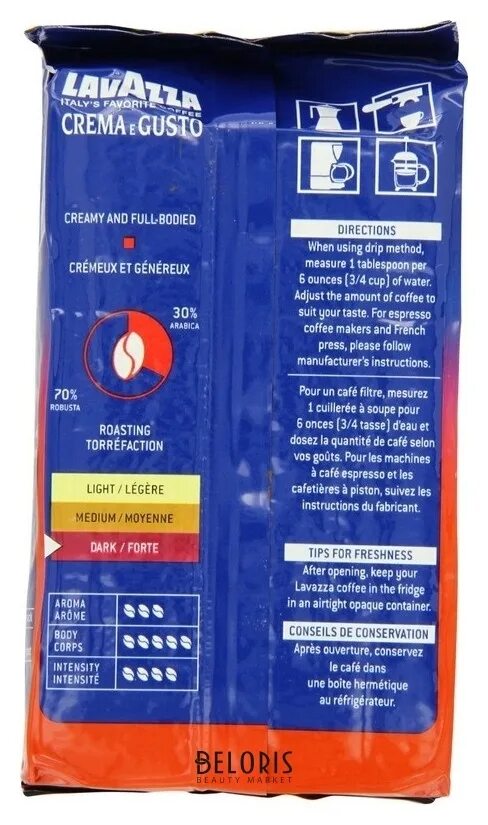 LAVAZZA
ITALY'S FAVORITE COFFEE
CREMA E GUSTO
CREAMY AND FULL-BODIED
CRÉMEUX ET GÉNÉREUX
30%
ARABICA
70%
ROBUSTA
ROASTING
TORRÉFACTION
LIGHT / LÉGÈRE
MEDIUM / MOYENNE
DARK / FORTE
AROMA
ARÔME
BODY
CORPS
INTENSITY
INTENSITÉ
DIRECTIONS
When using drip method,
measure 1 tablespoon per
6 ounces (3/4 cup) of water.
Adjust the amount of coffee to
suit your taste. For espresso
coffee makers and French
press, please follow
manufacturer's instructions.
Pour un café filtre, mesurez
1 cuillerée à soupe pour
6 onces (3/4 tasse) d'eau et
dosez la quantité de café selon
vos goûts. Pour les machines
à café espresso et les
cafetières à piston, suivez les
instructions du fabricant.
TIPS FOR FRESHNESS
After opening, keep your
Lavazza coffee in the fridge
in an airtight opaque container.
CONSEILS DE CONSERVATION
Après ouverture, conservez
le café dans
une boîte hermétique
au réfrigérateur.
BELORIS
BEAUTY MARKET